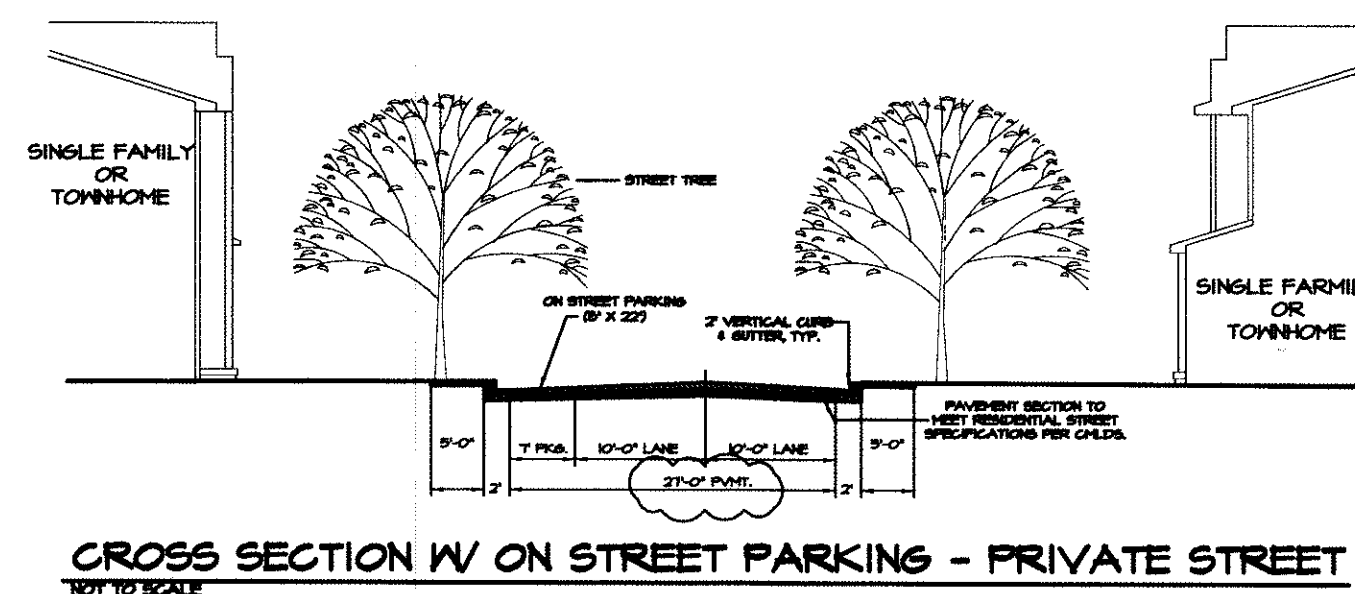 SINGLE FAMILY
OR
TOWNHOME
STREET TREE
ON STREET PARKING
(8' X 22')
2' VERTICAL CURB
& GUTTER, TYP.
SINGLE FARMIL
OR
TOWNHOME
PAVEMENT SECTION TO
MEET RESIDENTIAL STREET
SPECIFICATIONS PER CMLDS.
5'-0"
7' PKG.
10'-0" LANE
10'-0" LANE
5'-0"
2'
27'-0" PVMT.
2'
CROSS SECTION W/ ON STREET PARKING - PRIVATE STREET
NOT TO SCALE